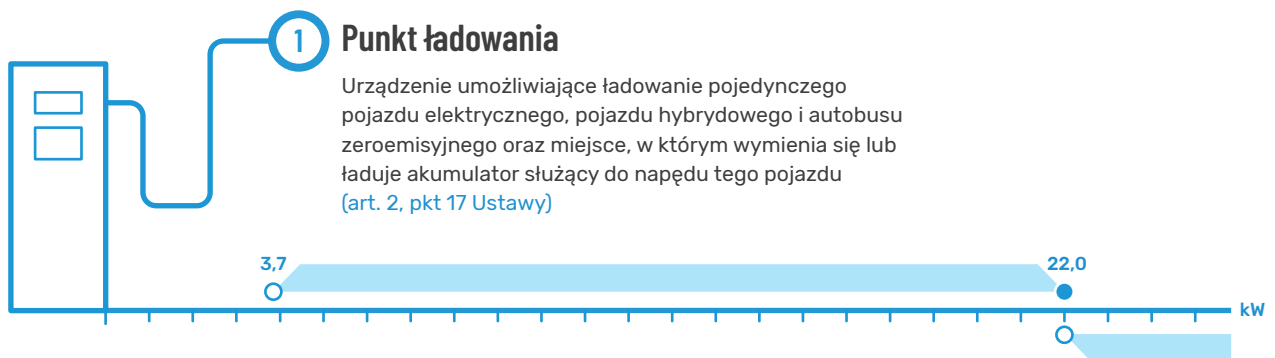 1
Punkt ładowania
Urządzenie umożliwiające ładowanie pojedynczego
pojazdu elektrycznego, pojazdu hybrydowego i autobusu
zeroemisyjnego oraz miejsce, w którym wymienia się lub
ładuje akumulator służący do napędu tego pojazdu
(art. 2, pkt 17 Ustawy)
3,7
22,0
kW